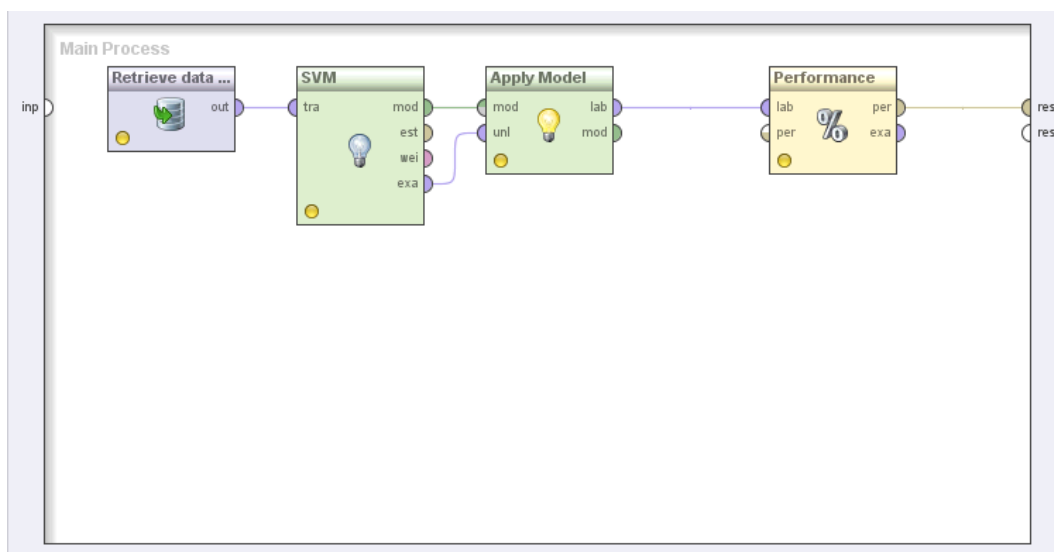 Main Process
Retrieve data ...
SVM
Apply Model
Performance
inp
out
tra
mod
mod
lab
lab
per
res
est
unl
mod
per
exa
res
wei
exa